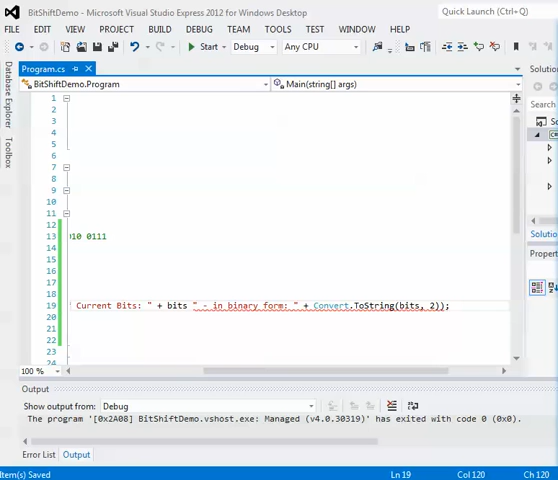 BitShiftDemo - Microsoft Visual Studio Express 2012 for Windows Desktop
Quick Launch (Ctrl+Q)
FILE EDIT VIEW PROJECT BUILD DEBUG TEAM TOOLS TEST WINDOW HELP
Start Debug Any CPU
Database Explorer
Toolbox
Program.cs
BitShiftDemo.Program
Main(string[] args)
Search
1
2
3
4
5
6
7
8
9
10
11
12
13 010 0111
14
15
16
17
18
19 Current Bits: " + bits " - in binary form: " + Convert.ToString(bits, 2));
20
21
22
23
24
100 %
Solutio
Propert
Output
Show output from: Debug
The program '[0x2A08] BitShiftDemo.vshost.exe: Managed (v4.0.30319)' has exited with code 0 (0x0).
Error List Output
Item(s) Saved
Ln 19 Col 120 Ch 120